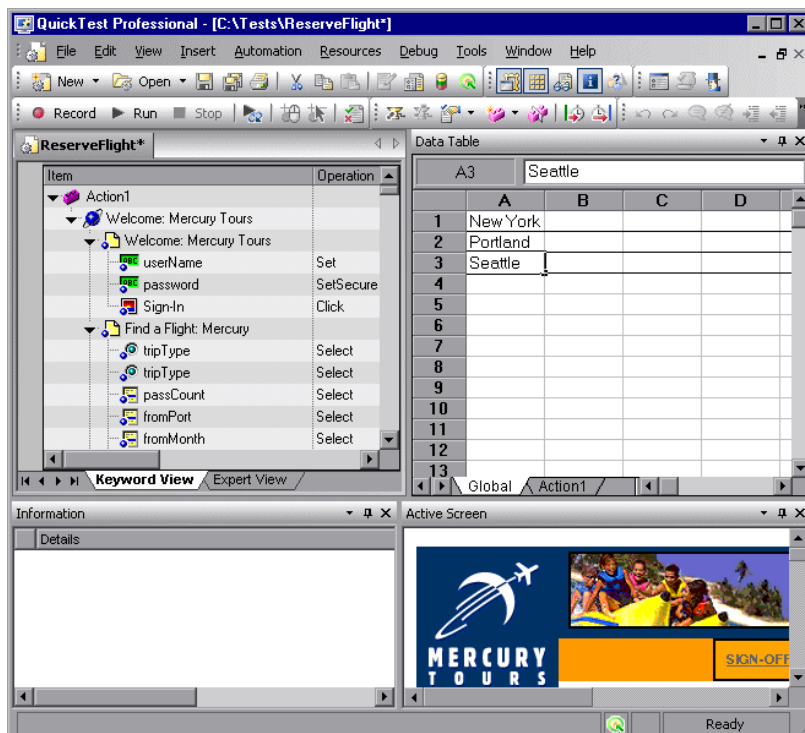 QuickTest Professional - [C:\Tests\ReserveFlight*]
File Edit View Insert Automation Resources Debug Tools Window Help
New Open
Record Run Stop
ReserveFlight*
Item Operation
Action1
Welcome: Mercury Tours
Welcome: Mercury Tours
userName Set
password SetSecure
Sign-In Click
Find a Flight: Mercury
tripType Select
tripType Select
passCount Select
fromPort Select
fromMonth Select
Keyword View Expert View
Data Table
A3 Seattle
A B C D
1 New York
2 Portland
3 Seattle
4
5
6
7
8
9
10
11
12
13
Global Action1
Information
Details
Active Screen
MERCURY
TOURS
SIGN-OFF
Ready